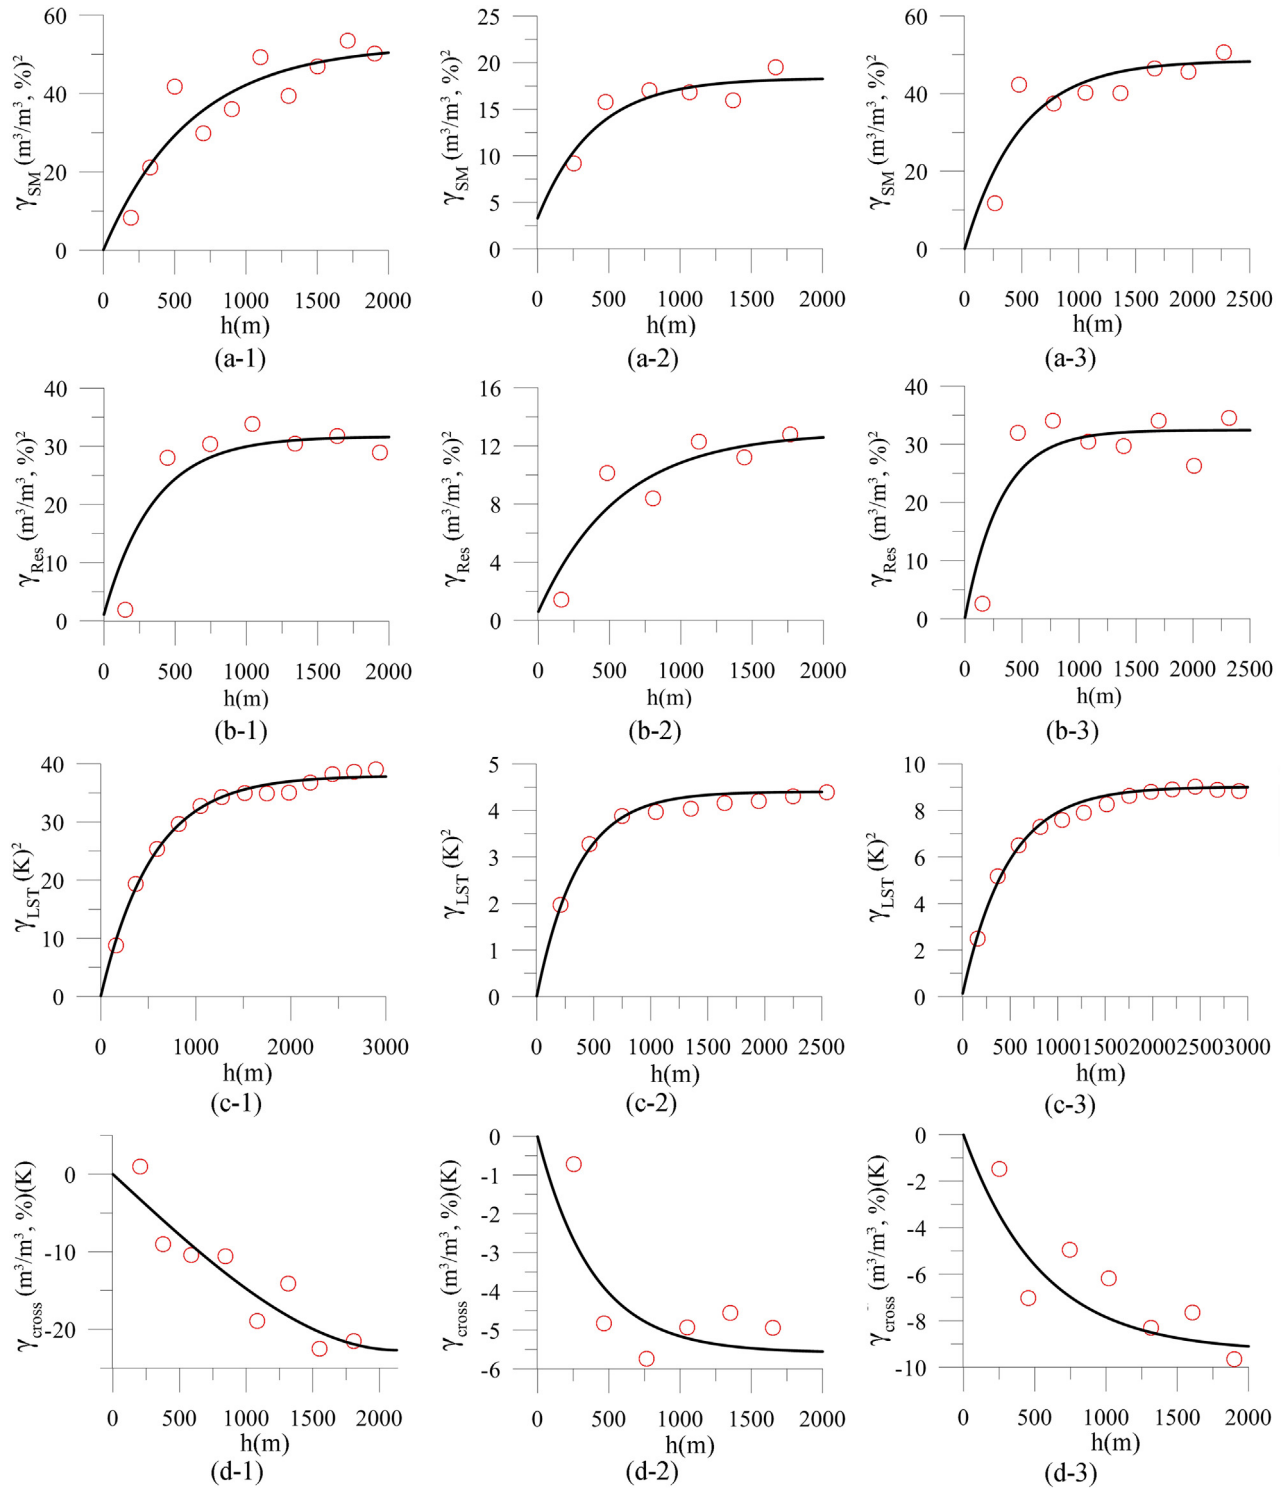 60
40
20
0
γSM (m³/m³, %)²
0 500 1000 1500 2000
h(m)
(a-1)
25
20
15
10
5
0
γSM (m³/m³, %)²
0 500 1000 1500 2000
h(m)
(a-2)
60
40
20
0
γSM (m³/m³, %)²
0 500 1000 1500 2000 2500
h(m)
(a-3)
40
30
20
10
0
γRes (m³/m³, %)²
0 500 1000 1500 2000
h(m)
(b-1)
16
12
8
4
0
γRes (m³/m³, %)²
0 500 1000 1500 2000
h(m)
(b-2)
40
30
20
10
0
γRes (m³/m³, %)²
0 500 1000 1500 2000 2500
h(m)
(b-3)
40
30
20
10
0
γLST (K)²
0 1000 2000 3000
h(m)
(c-1)
5
4
3
2
1
0
γLST (K)²
0 500 1000 1500 2000 2500
h(m)
(c-2)
10
8
6
4
2
0
γLST (K)²
0 500 1000 1500 2000 2500 3000
h(m)
(c-3)
0
-10
-20
γcross (m³/m³, %)(K)
0 500 1000 1500 2000
h(m)
(d-1)
0
-1
-2
-3
-4
-5
-6
γcross (m³/m³, %)(K)
0 500 1000 1500 2000
h(m)
(d-2)
0
-2
-4
-6
-8
-10
γcross (m³/m³, %)(K)
0 500 1000 1500 2000
h(m)
(d-3)